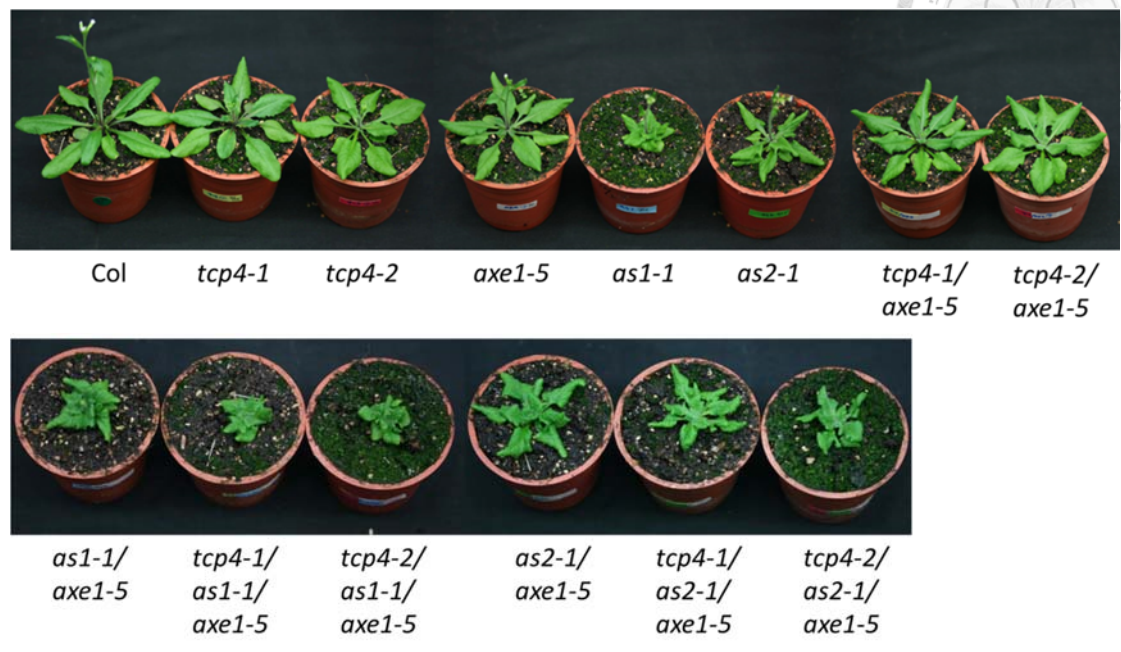 Col tcp4-1 tcp4-2 axe1-5 as1-1 as2-1 tcp4-1/ tcp4-2/
axe1-5 axe1-5
as1-1/ tcp4-1/ tcp4-2/ as2-1/ tcp4-1/ tcp4-2/
axe1-5 as1-1/ as1-1/ axe1-5 as2-1/ as2-1/
axe1-5 axe1-5 axe1-5 axe1-5